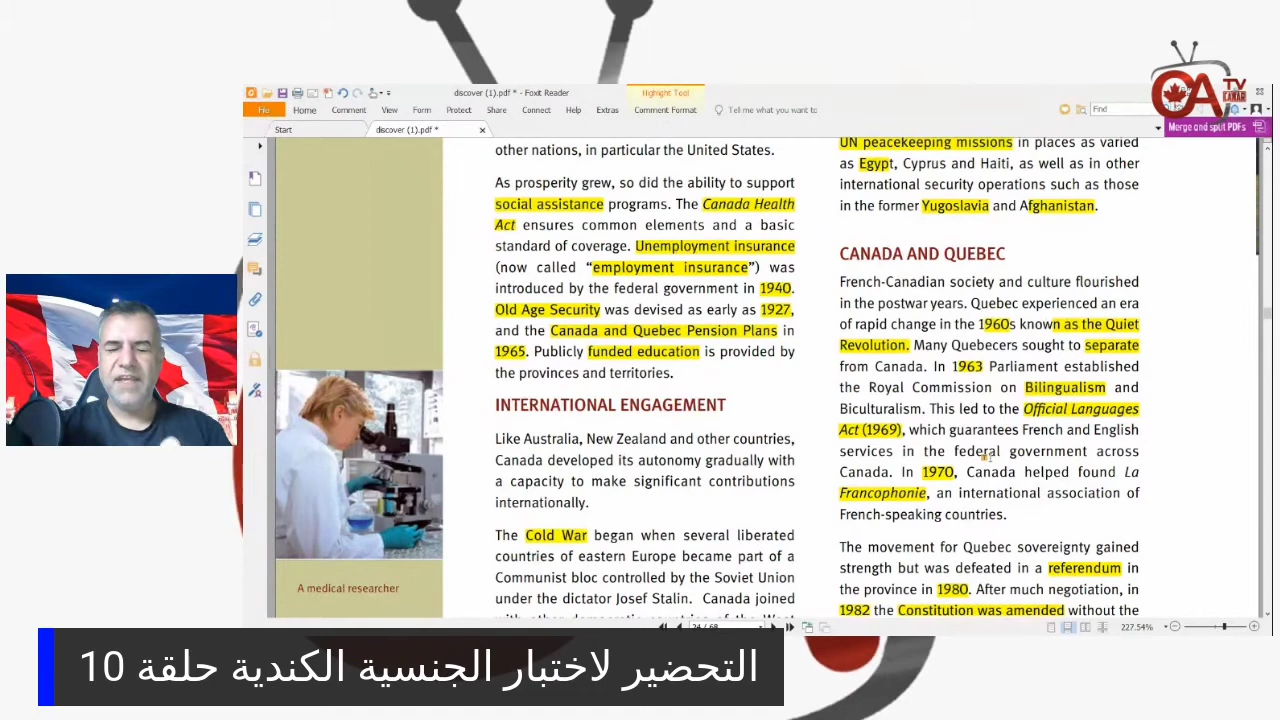 CA TV
KANAR
discover (1).pdf * - Foxit Reader
Highlight Tool
File Home Comment View Form Protect Share Connect Help Extras Comment Format Tell me what you want to Find
Start discover (1).pdf *
Merge and split PDFs
other nations, in particular the United States.
As prosperity grew, so did the ability to support
social assistance programs. The Canada Health
Act ensures common elements and a basic
standard of coverage. Unemployment insurance
(now called “employment insurance”) was
introduced by the federal government in 1940.
Old Age Security was devised as early as 1927,
and the Canada and Quebec Pension Plans in
1965. Publicly funded education is provided by
the provinces and territories.
INTERNATIONAL ENGAGEMENT
Like Australia, New Zealand and other countries,
Canada developed its autonomy gradually with
a capacity to make significant contributions
internationally.
The Cold War began when several liberated
countries of eastern Europe became part of a
Communist bloc controlled by the Soviet Union
under the dictator Josef Stalin. Canada joined
with other democratic countries of the West
A medical researcher
UN peacekeeping missions in places as varied
as Egypt, Cyprus and Haiti, as well as in other
international security operations such as those
in the former Yugoslavia and Afghanistan.
CANADA AND QUEBEC
French-Canadian society and culture flourished
in the postwar years. Quebec experienced an era
of rapid change in the 1960s known as the Quiet
Revolution. Many Quebecers sought to separate
from Canada. In 1963 Parliament established
the Royal Commission on Bilingualism and
Biculturalism. This led to the Official Languages
Act (1969), which guarantees French and English
services in the federal government across
Canada. In 1970, Canada helped found La
Francophonie, an international association of
French-speaking countries.
The movement for Quebec sovereignty gained
strength but was defeated in a referendum in
the province in 1980. After much negotiation, in
1982 the Constitution was amended without the
24 / 68
227.54%
التحضير لاختبار الجنسية الكندية حلقة 10